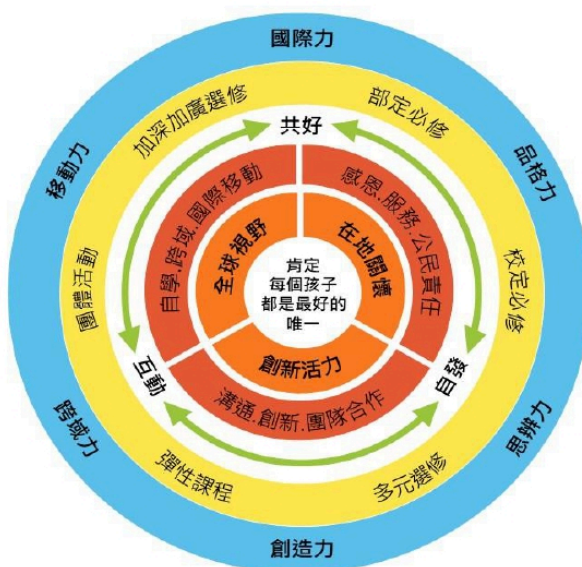 國際力
品格力
思辨力
創造力
跨域力
移動力
部定必修
校定必修
多元選修
彈性課程
團體活動
加深加廣選修
共好
自發
互動
感恩.服務.公民責任
溝通.創新.團隊合作
自學.跨域.國際移動
在地關懷
創新活力
全球視野
肯定
每個孩子
都是最好的
唯一